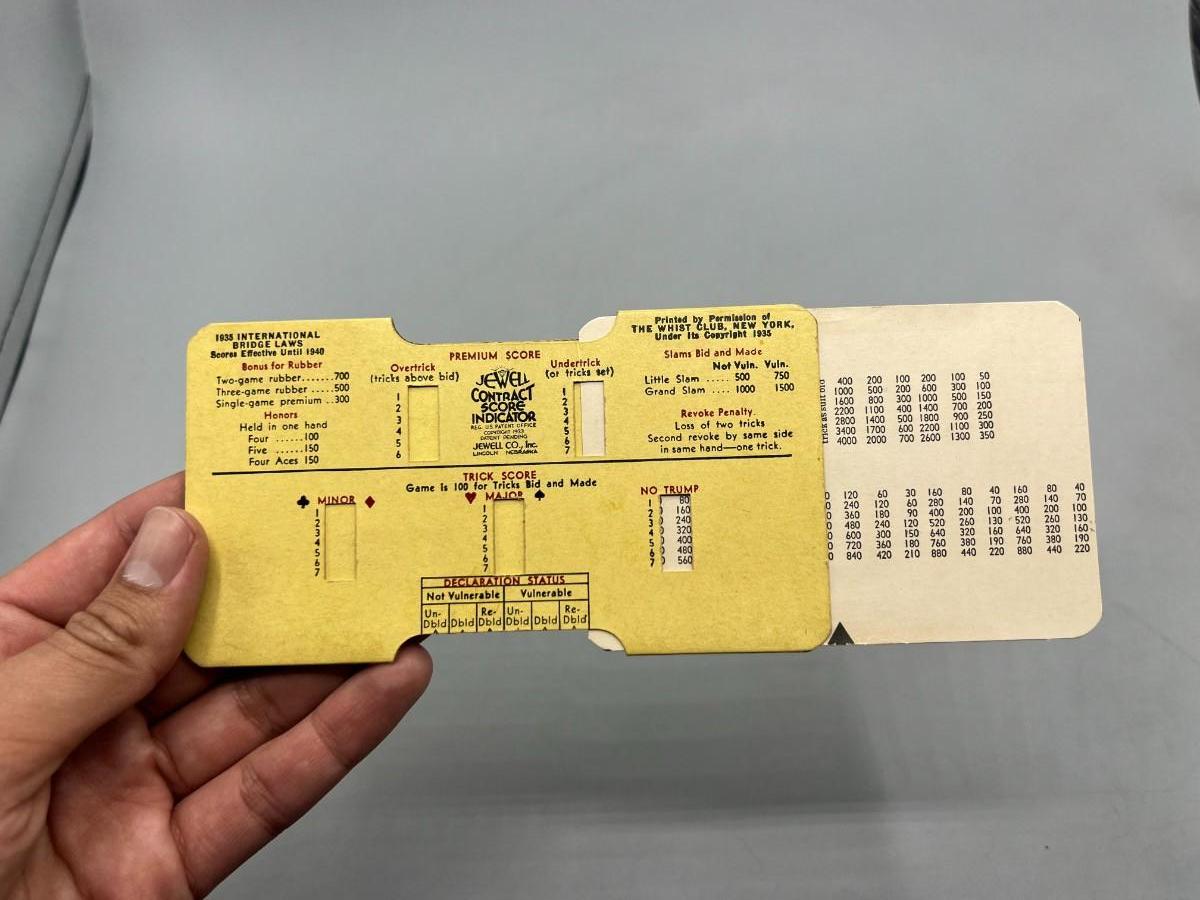 1935 INTERNATIONAL
BRIDGE LAWS
Scores Effective Until 1940
Bonus for Rubber
Two-game rubber.......700
Three-game rubber .....500
Single-game premium ..300
Honors
Held in one hand
Four ......100
Five ......150
Four Aces 150
PREMIUM SCORE
Overtrick
(tricks above bid)
1
2
3
4
5
6
JEWELL
CONTRACT
SCORE
INDICATOR
REG. U.S. PATENT OFFICE
COPYRIGHT 1933
PATENT PENDING
JEWELL CO., Inc.
LINCOLN NEBRASKA
Undertrick
(or tricks set)
1
2
3
4
5
6
7
Printed by Permission of
THE WHIST CLUB, NEW YORK,
Under Its Copyright 1935
Slams Bid and Made
Not Vuln. Vuln.
Little Slam ..... 500 750
Grand Slam .... 1000 1500
Revoke Penalty.
Loss of two tricks
Second revoke by same side
in same hand—one trick.
TRICK SCORE
Game is 100 for Tricks Bid and Made
♣ MINOR ♦
1
2
3
4
5
6
7
♥ MAJOR ♠
1
2
3
4
5
6
7
NO TRUMP
1 80
2 160
3 240
4 320
5 400
6 480
7 560
DECLARATION STATUS
Not Vulnerable Vulnerable
Un-Dbld Dbld Re-Dbld Un-Dbld Dbld Re-Dbld
trick as suit bid
400 200 100 200 100 50
1000 500 200 600 300 100
1600 800 300 1000 500 150
2200 1100 400 1400 700 200
2800 1400 500 1800 900 250
3400 1700 600 2200 1100 300
4000 2000 700 2600 1300 350
120 60 30 160 80 40 160 80 40
240 120 60 280 140 70 280 140 70
360 180 90 400 200 100 400 200 100
480 240 120 520 260 130 520 260 130
600 300 150 640 320 160 640 320 160
720 360 180 760 380 190 760 380 190
840 420 210 880 440 220 880 440 220